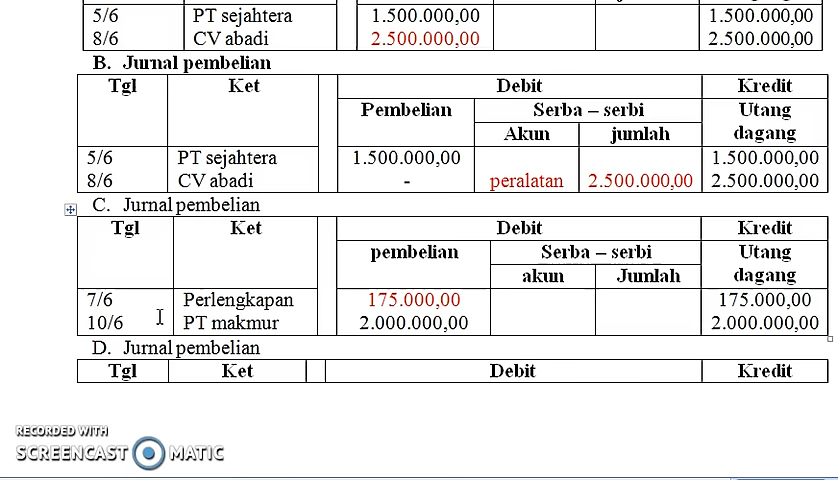 5/6 PT sejahtera 1.500.000,00 1.500.000,00
8/6 CV abadi 2.500.000,00 2.500.000,00
B. Jurnal pembelian
Tgl Ket Debit Kredit
Pembelian Serba – serbi Utang dagang
Akun jumlah
5/6 PT sejahtera 1.500.000,00 1.500.000,00
8/6 CV abadi - peralatan 2.500.000,00 2.500.000,00
C. Jurnal pembelian
Tgl Ket Debit Kredit
pembelian Serba – serbi Utang dagang
akun Jumlah
7/6 Perlengkapan 175.000,00 175.000,00
10/6 PT makmur 2.000.000,00 2.000.000,00
D. Jurnal pembelian
Tgl Ket Debit Kredit
RECORDED WITH
SCREENCAST MATIC